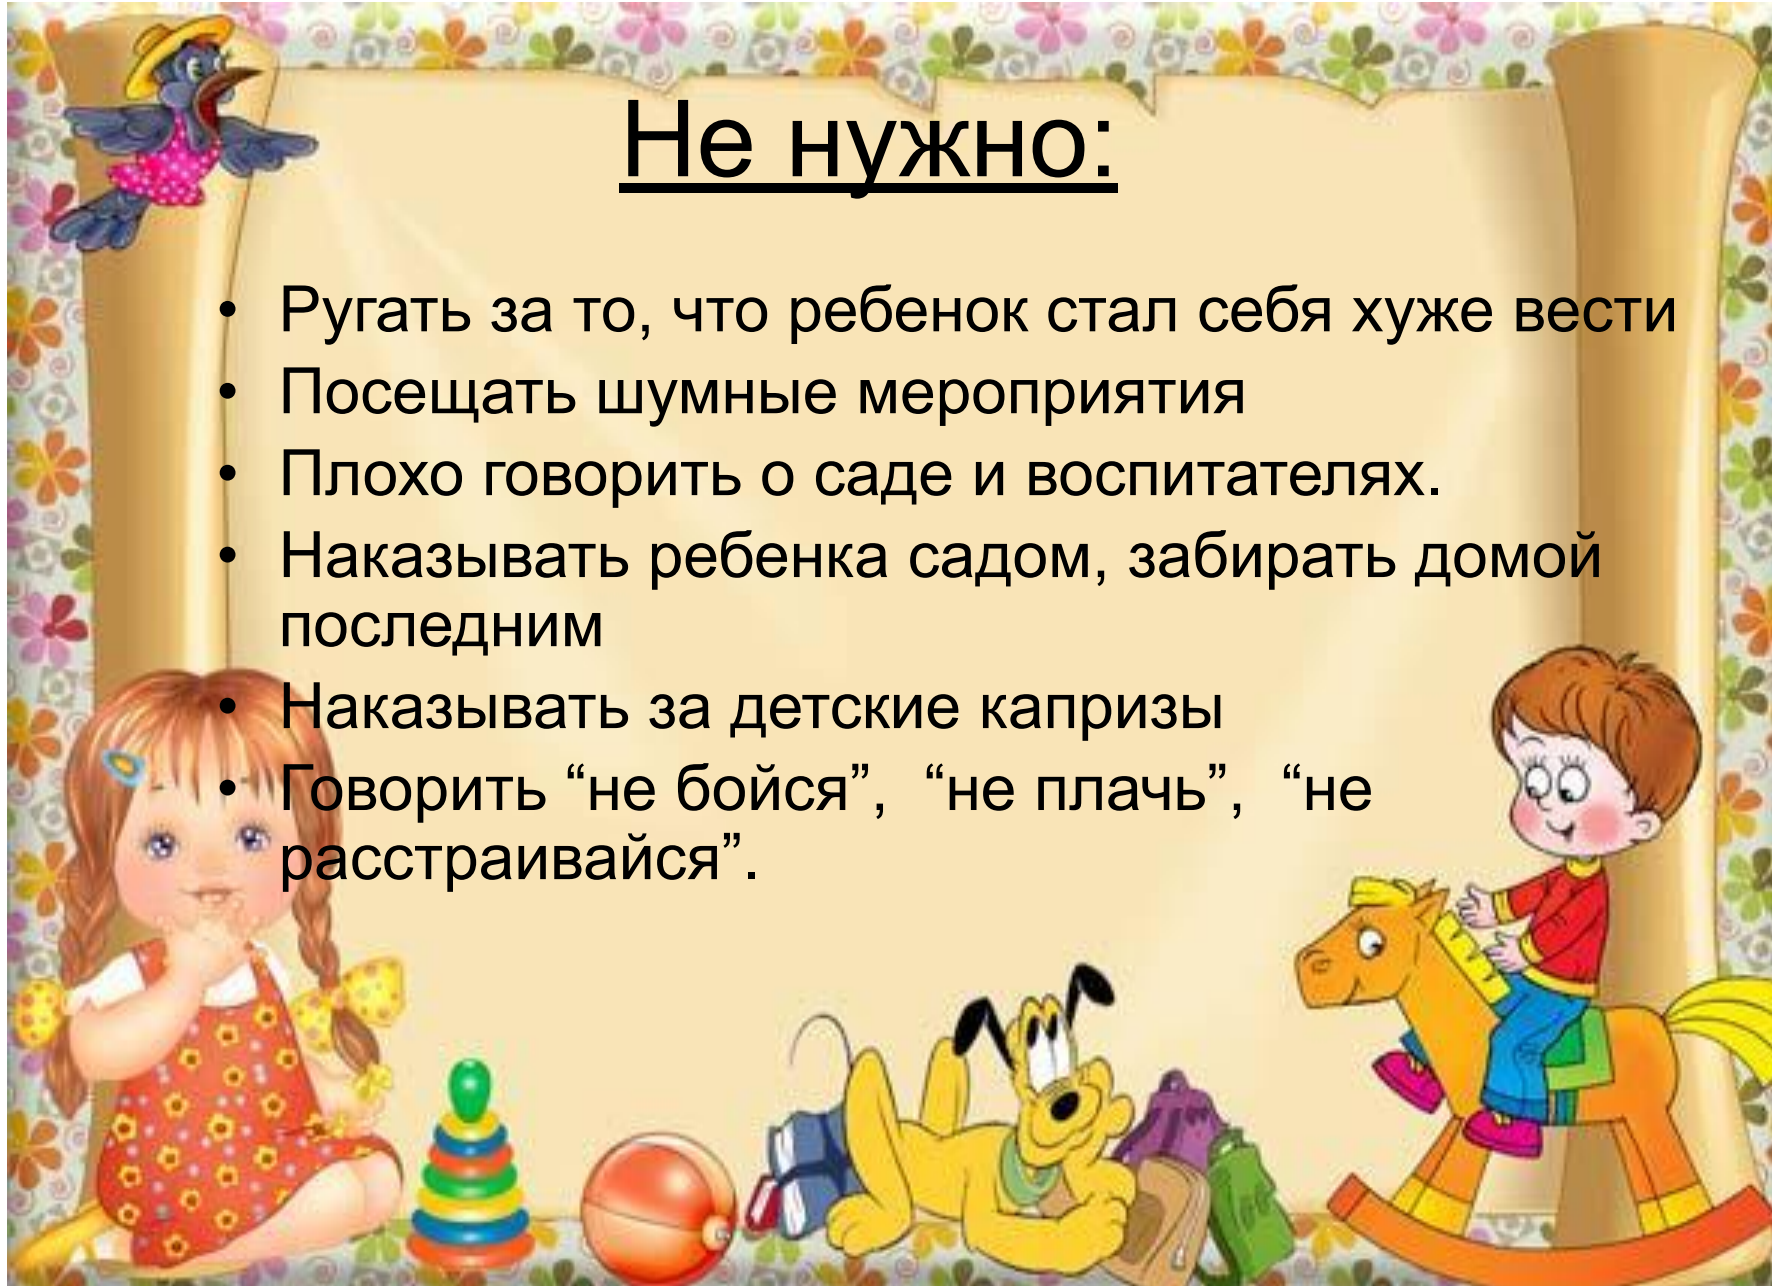 Не нужно:
• Ругать за то, что ребенок стал себя хуже вести
• Посещать шумные мероприятия
• Плохо говорить о саде и воспитателях.
• Наказывать ребенка садом, забирать домой
последним
• Наказывать за детские капризы
• Говорить “не бойся”,  “не плачь”,  “не
расстраивайся”.